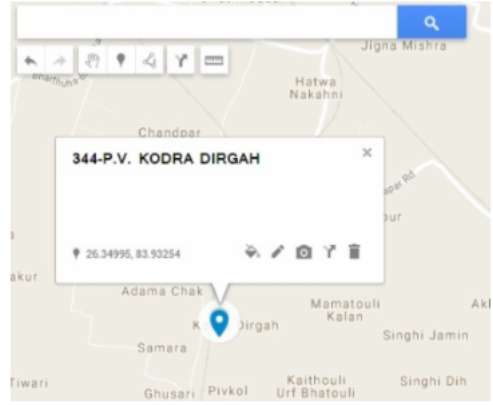 Jigna Mishra
Hatwa
Nakahni
Chandpar
344-P.V. KODRA DIRGAH
26.34995, 83.93254
Adama Chak
Dirgah
Mamatouli
Kalan
Singhi Jamin
Samara
Tiwari
Ghusari
Pivkol
Kaithouli
Urf Bhatouli
Singhi Dih